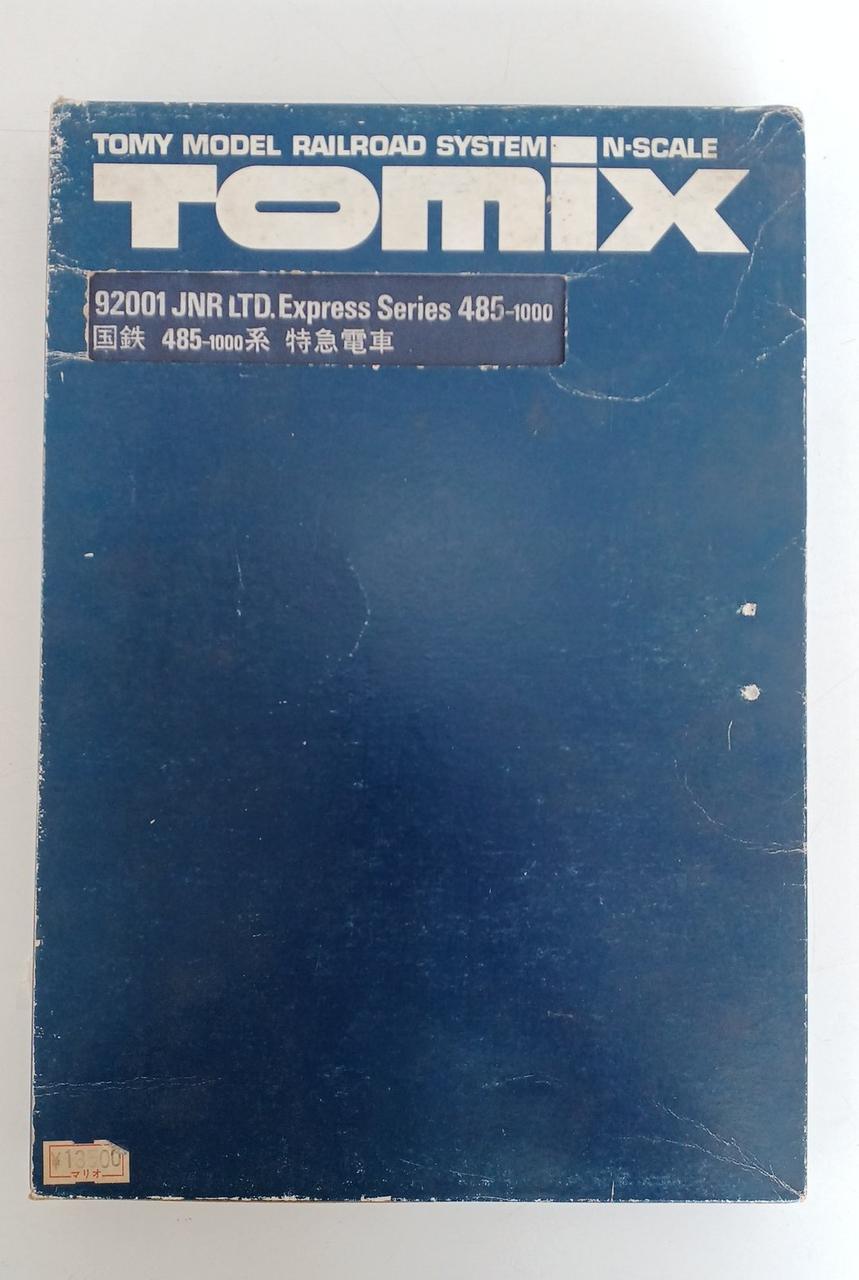 TOMY MODEL RAILROAD SYSTEM N·SCALE
TOMIX
92001 JNR LTD. Express Series 485-1000
国鉄 485-1000系 特急電車
マリオ